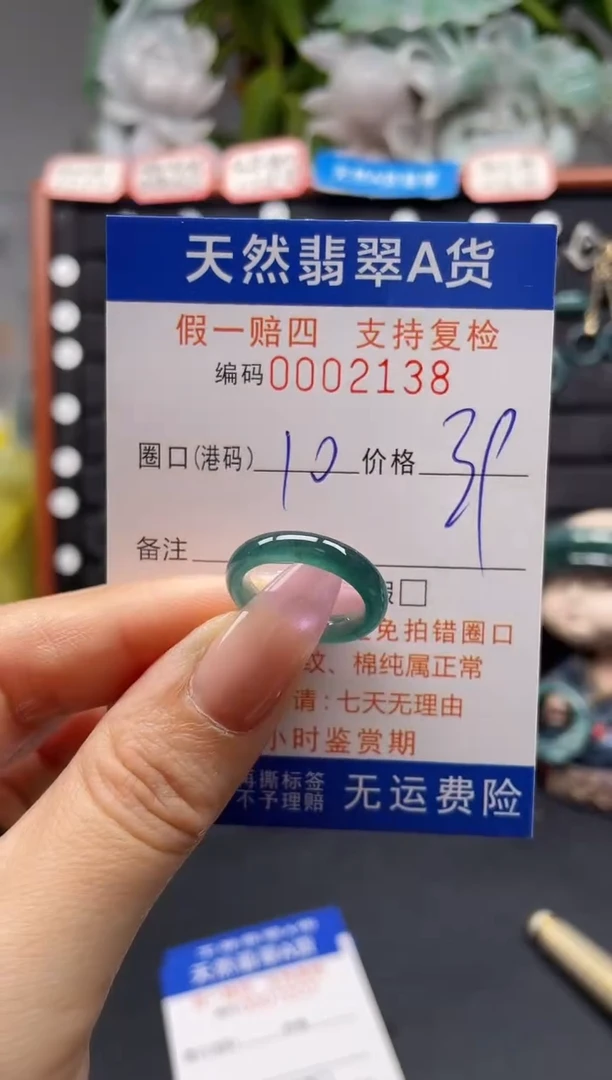 天然翡翠A货
假一赔四 支持复检
编码0002138
圈口(港码) 10 价格
备注
免拍错圈口
纹、棉纯属正常
请:七天无理由
小时鉴赏期
再撕标签
不予理赔
无运费险